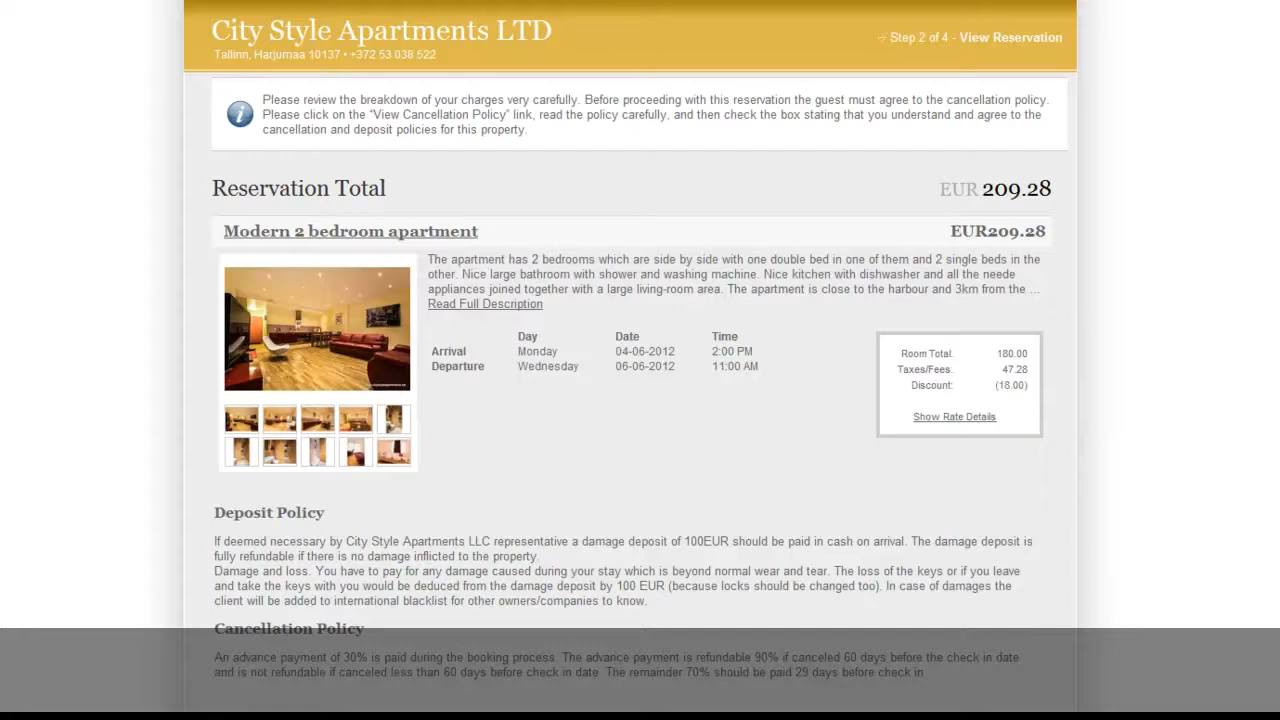 City Style Apartments LTD
Tallinn, Harjumaa 10137 • +372 53 038 522
Step 2 of 4 - View Reservation
Please review the breakdown of your charges very carefully. Before proceeding with this reservation the guest must agree to the cancellation policy.
Please click on the “View Cancellation Policy” link, read the policy carefully, and then check the box stating that you understand and agree to the
cancellation and deposit policies for this property.
Reservation Total EUR 209.28
Modern 2 bedroom apartment EUR209.28
The apartment has 2 bedrooms which are side by side with one double bed in one of them and 2 single beds in the
other. Nice large bathroom with shower and washing machine. Nice kitchen with dishwasher and all the neede
appliances joined together with a large living-room area. The apartment is close to the harbour and 3km from the ...
Read Full Description
Day Date Time
Arrival Monday 04-06-2012 2:00 PM
Departure Wednesday 06-06-2012 11:00 AM
Room Total: 180.00
Taxes/Fees: 47.28
Discount: (18.00)
Show Rate Details
Deposit Policy
If deemed necessary by City Style Apartments LLC representative a damage deposit of 100EUR should be paid in cash on arrival. The damage deposit is
fully refundable if there is no damage inflicted to the property.
Damage and loss. You have to pay for any damage caused during your stay which is beyond normal wear and tear. The loss of the keys or if you leave
and take the keys with you would be deducted from the damage deposit by 100 EUR (because locks should be changed too). In case of damages the
client will be added to international blacklist for other owners/companies to know.
Cancellation Policy
An advance payment of 30% is paid during the booking process. The advance payment is refundable 90% if canceled 60 days before the check in date
and is not refundable if canceled less than 60 days before check in date. The remainder 70% should be paid 29 days before check in